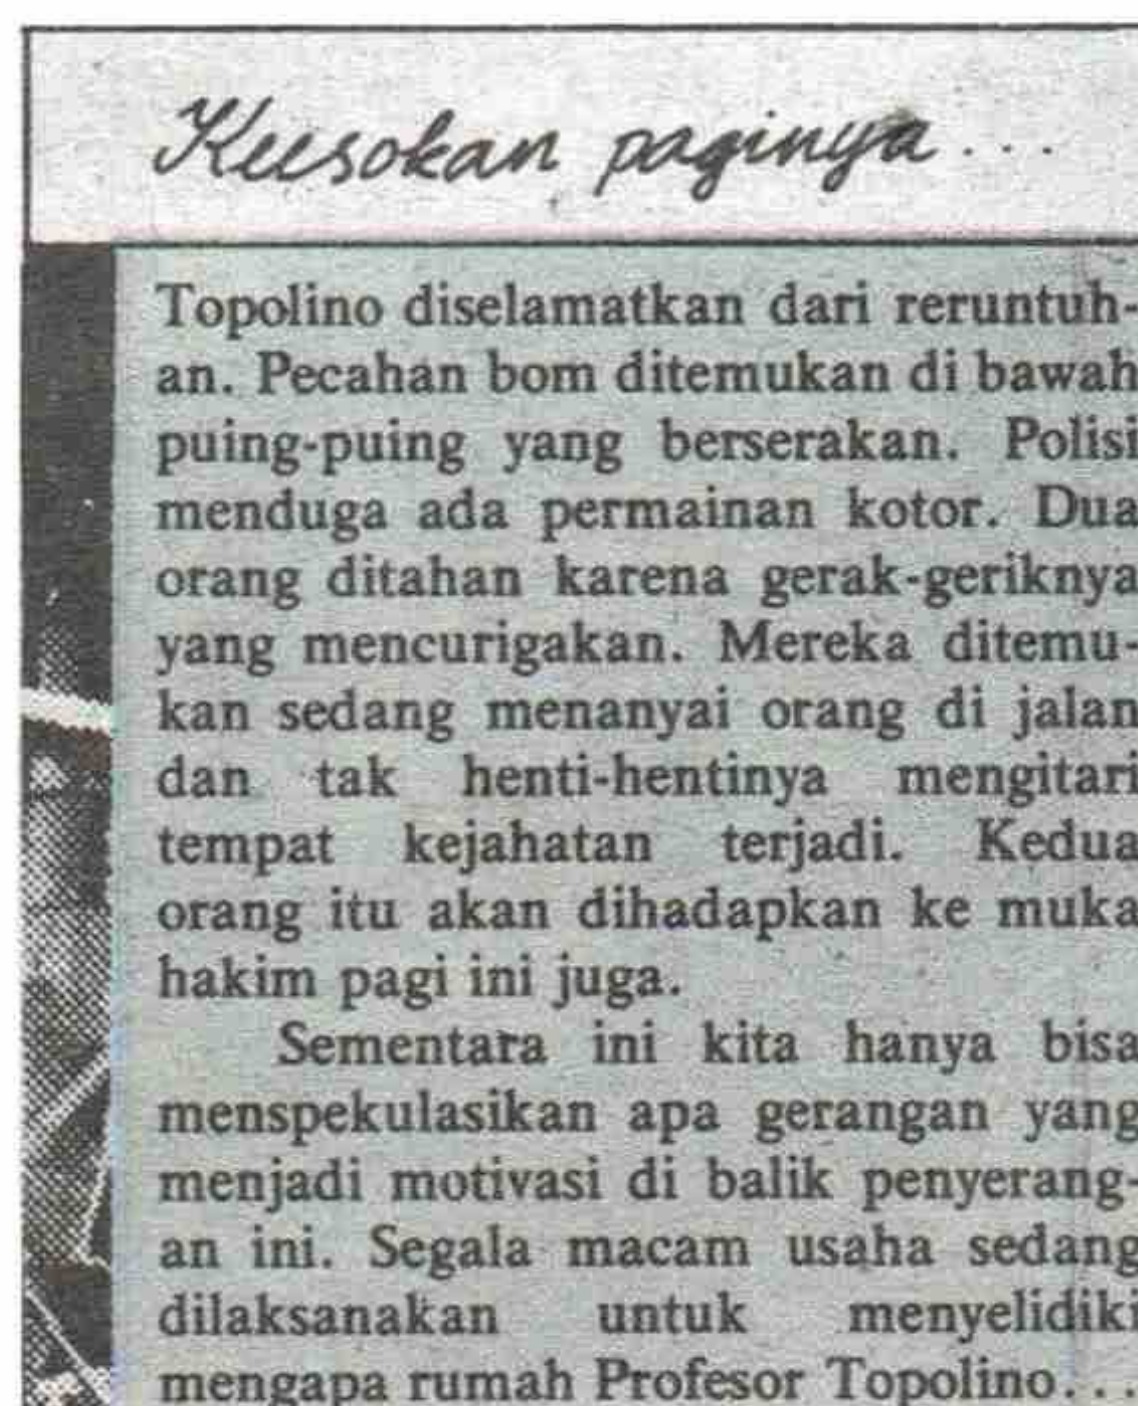 Keesokan paginya...
Topolino diselamatkan dari reruntuh-
an. Pecahan bom ditemukan di bawah
puing-puing yang berserakan. Polisi
menduga ada permainan kotor. Dua
orang ditahan karena gerak-geriknya
yang mencurigakan. Mereka ditemu-
kan sedang menanyai orang di jalan
dan tak henti-hentinya mengitari
tempat kejahatan terjadi. Kedua
orang itu akan dihadapkan ke muka
hakim pagi ini juga.
Sementara ini kita hanya bisa
menspekulasikan apa gerangan yang
menjadi motivasi di balik penyerang-
an ini. Segala macam usaha sedang
dilaksanakan untuk menyelidiki
mengapa rumah Profesor Topolino...